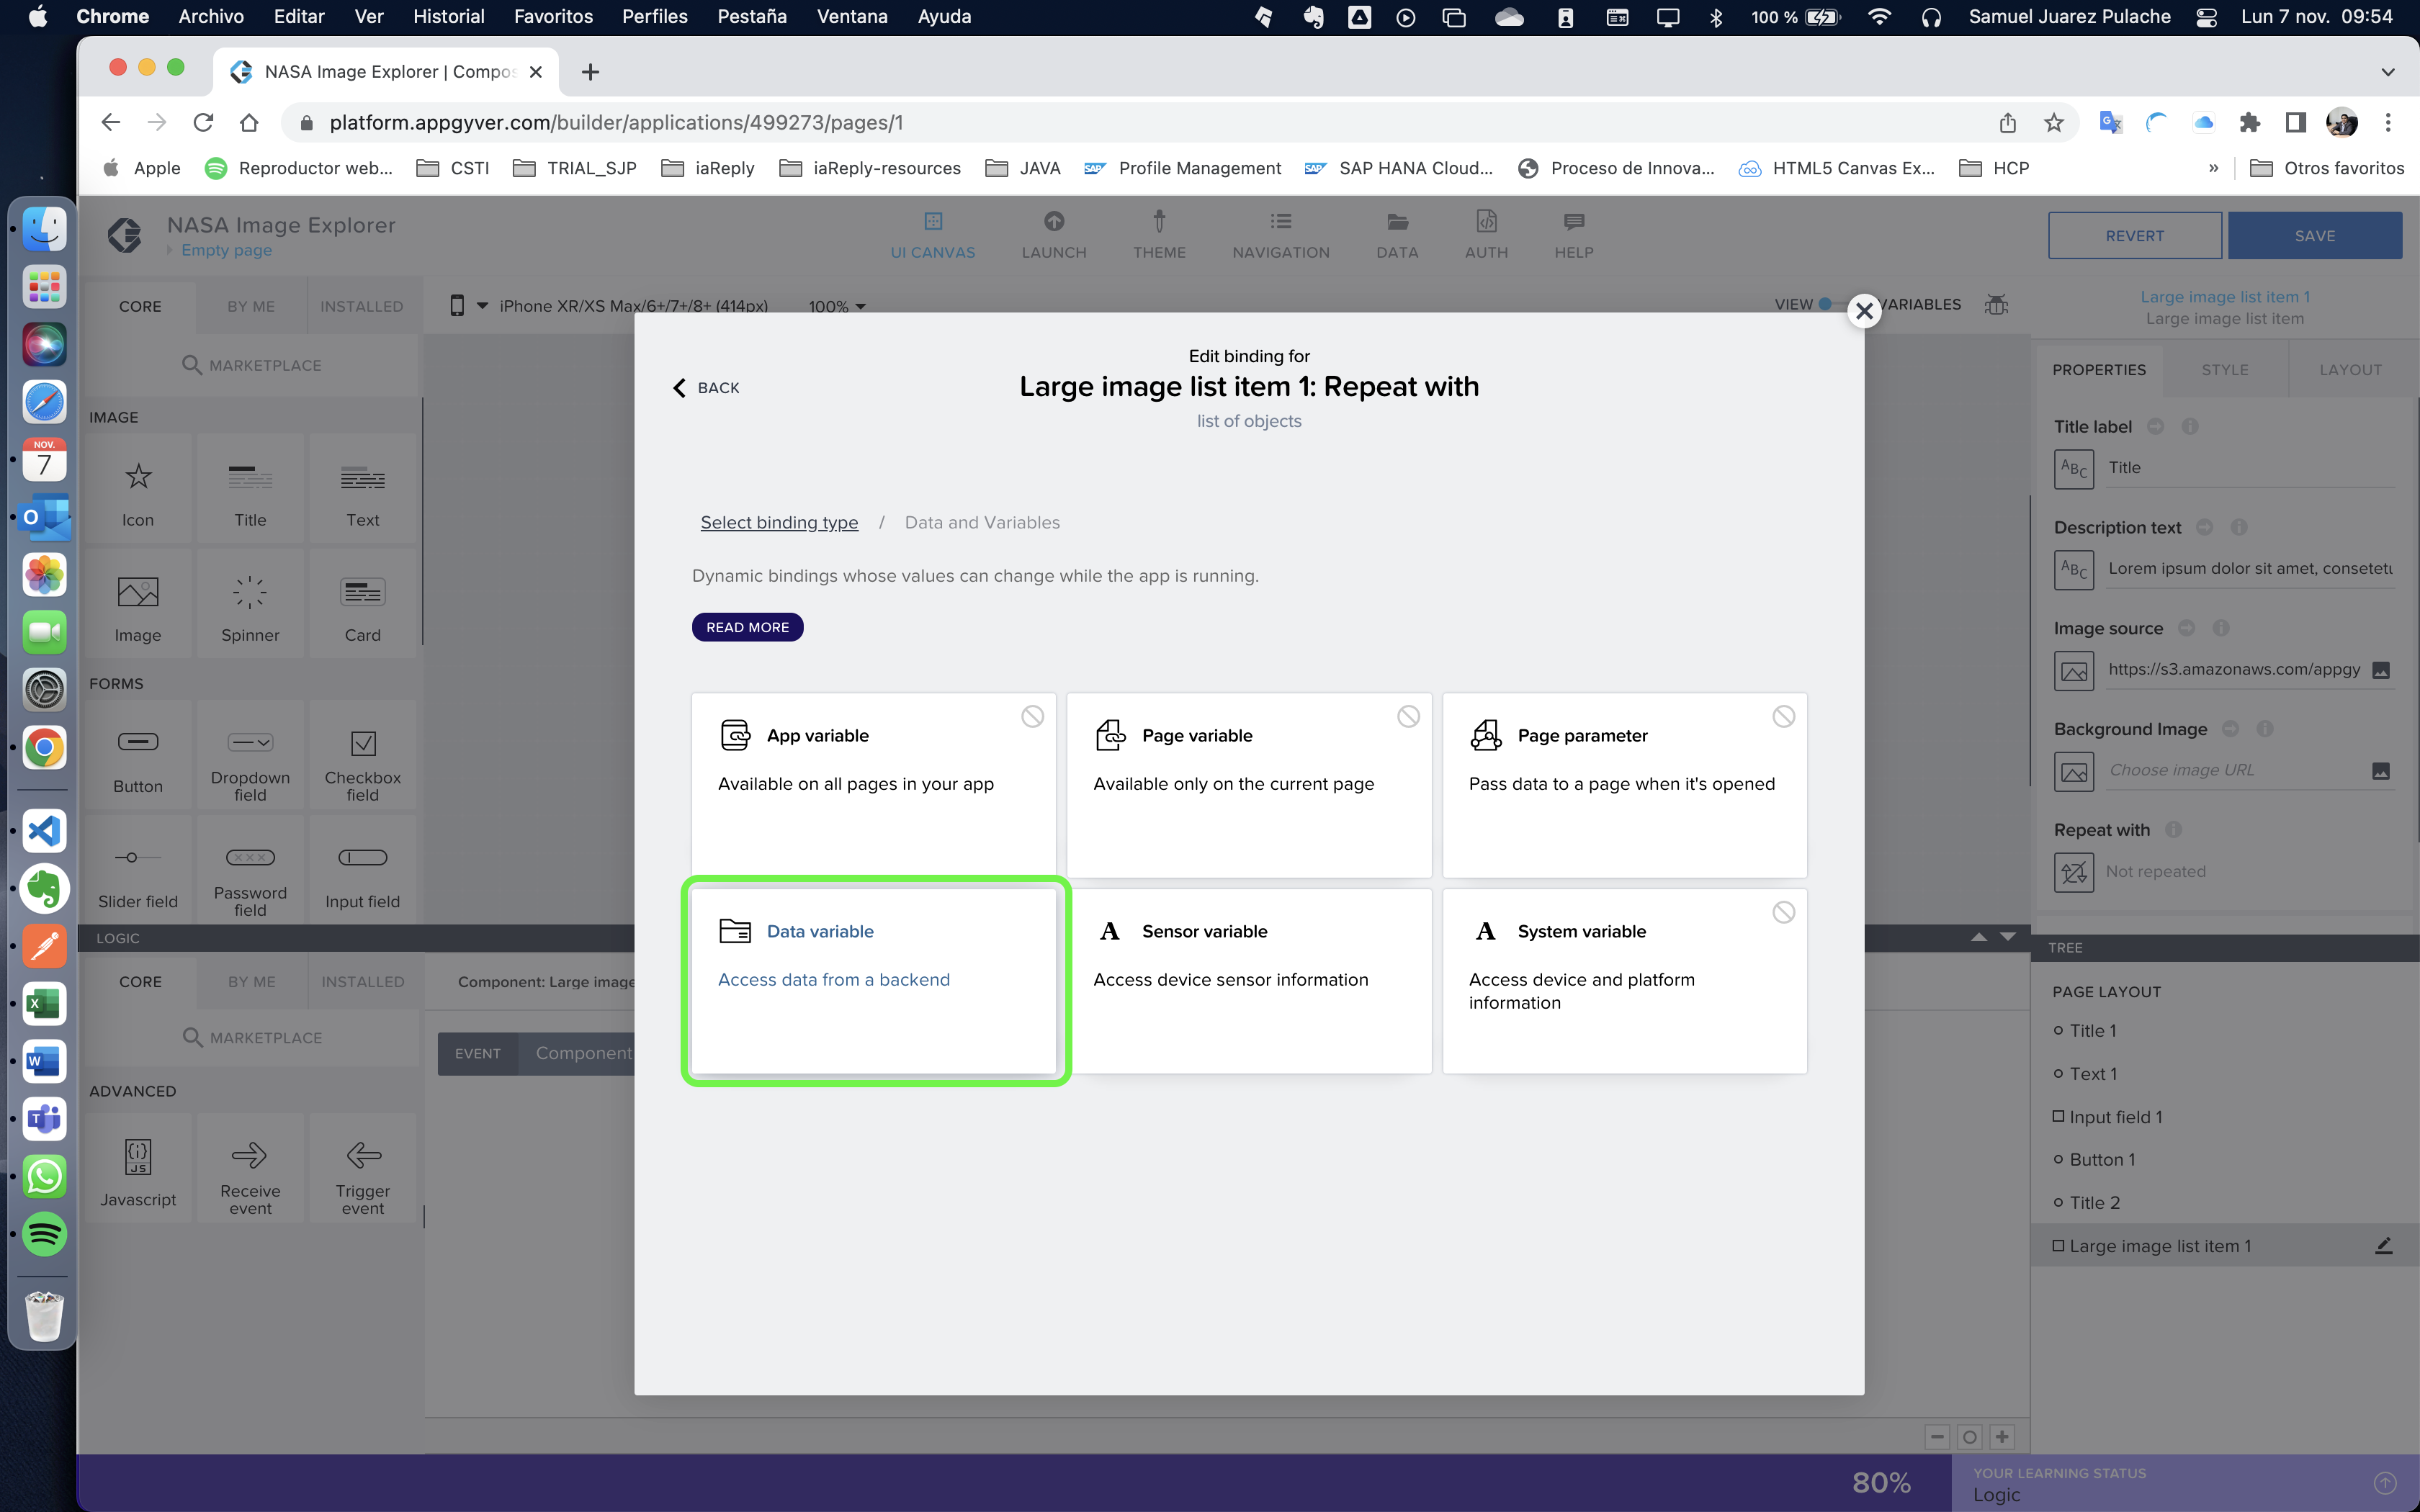 Chrome Archivo Editar Ver Historial Favoritos Perfiles Pestaña Ventana Ayuda 100 % Samuel Juarez Pulache Lun 7 nov. 09:54
NASA Image Explorer | Compos
platform.appgyver.com/builder/applications/499273/pages/1
Apple Reproductor web... CSTI TRIAL_SJP iaReply iaReply-resources JAVA Profile Management SAP HANA Cloud... Proceso de Innova... HTML5 Canvas Ex... HCP » Otros favoritos
NASA Image Explorer
Empty page
UI CANVAS LAUNCH THEME NAVIGATION DATA AUTH HELP
REVERT SAVE
CORE BY ME INSTALLED
iPhone XR/XS Max/6+/7+/8+ (414px) 100%
VIEW VARIABLES
Large image list item 1
Large image list item
MARKETPLACE
IMAGE
Icon Title Text
Image Spinner Card
FORMS
Button Dropdown field Checkbox field
Slider field Password field Input field
LOGIC
CORE BY ME INSTALLED
MARKETPLACE
ADVANCED
Javascript Receive event Trigger event
Component: Large image
EVENT Component
BACK
Edit binding for
Large image list item 1: Repeat with
list of objects
Select binding type / Data and Variables
Dynamic bindings whose values can change while the app is running.
READ MORE
App variable
Available on all pages in your app
Page variable
Available only on the current page
Page parameter
Pass data to a page when it's opened
Data variable
Access data from a backend
Sensor variable
Access device sensor information
System variable
Access device and platform
information
PROPERTIES STYLE LAYOUT
Title label
ABC Title
Description text
ABC Lorem ipsum dolor sit amet, consetetu
Image source
https://s3.amazonaws.com/appgy
Background Image
Choose image URL
Repeat with
Not repeated
TREE
PAGE LAYOUT
Title 1
Text 1
Input field 1
Button 1
Title 2
Large image list item 1
80%
YOUR LEARNING STATUS
Logic
NOV.
7